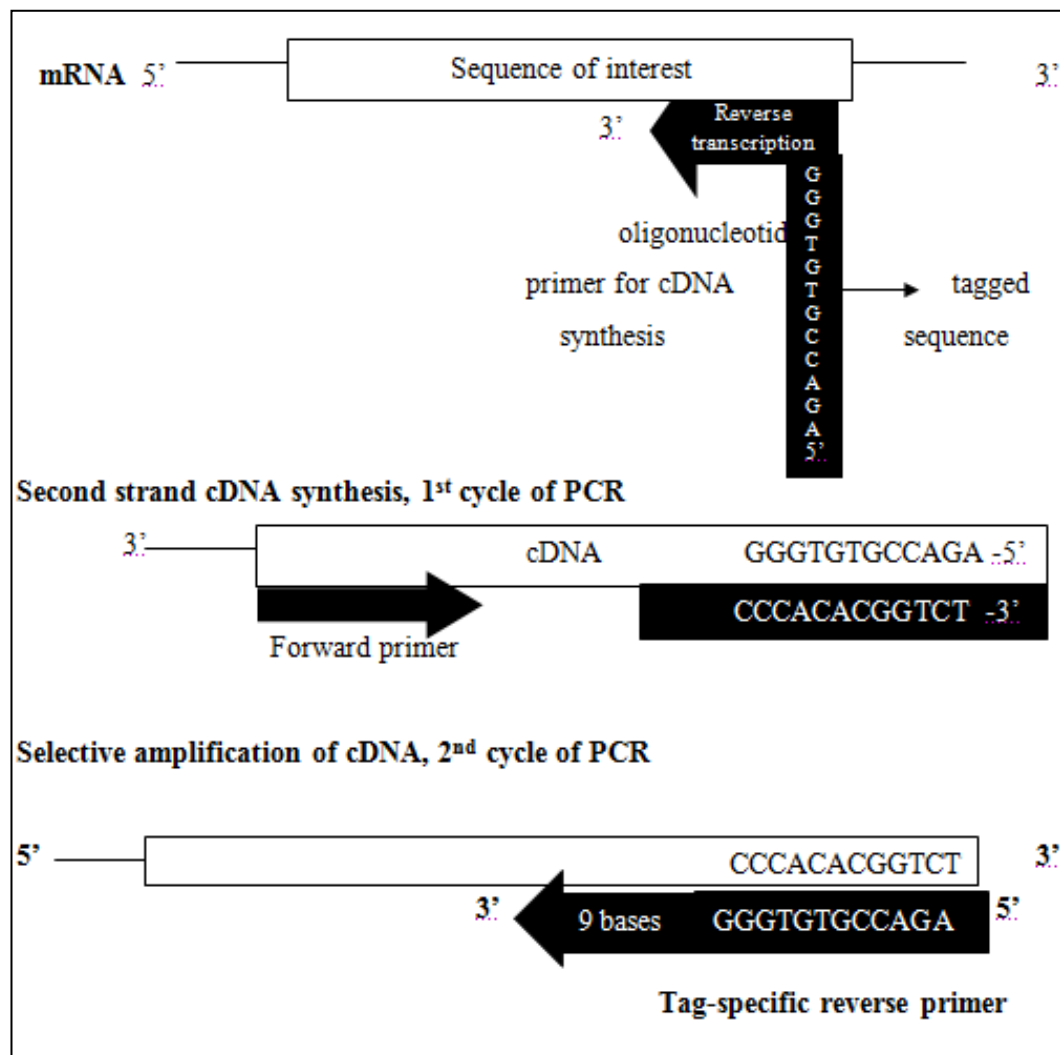 mRNA 5’ Sequence of interest 3’
3’ Reverse
transcription
G
G
G
T
G
T
G
C
C
A
G
A
5’
oligonucleotid
primer for cDNA
synthesis
tagged
sequence
Second strand cDNA synthesis, 1st cycle of PCR
3’ cDNA GGGTGTGCCAGA -5’
CCCACACGGTCT -3’
Forward primer
Selective amplification of cDNA, 2nd cycle of PCR
5’ CCCACACGGTCT 3’
3’ 9 bases GGGTGTGCCAGA 5’
Tag-specific reverse primer